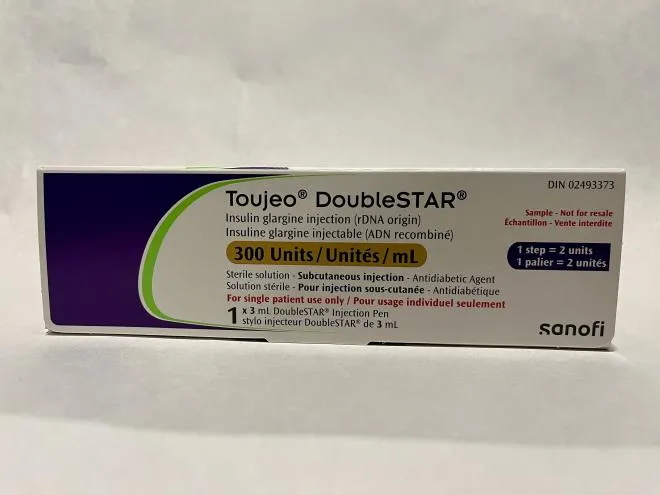 Toujeo® DoubleSTAR®
Insulin glargine injection (rDNA origin)
Insuline glargine injectable (ADN recombiné)
300 Units/Unités/mL
Sterile solution - Subcutaneous injection - Antidiabetic Agent
Solution stérile - Pour injection sous-cutanée - Antidiabétique
For single patient use only / Pour usage individuel seulement
1 x 3 mL DoubleSTAR® Injection Pen
stylo injecteur DoubleSTAR® de 3 mL
DIN 02493373
Sample - Not for resale
Échantillon - Vente interdite
1 step = 2 units
1 palier = 2 unités
sanofi